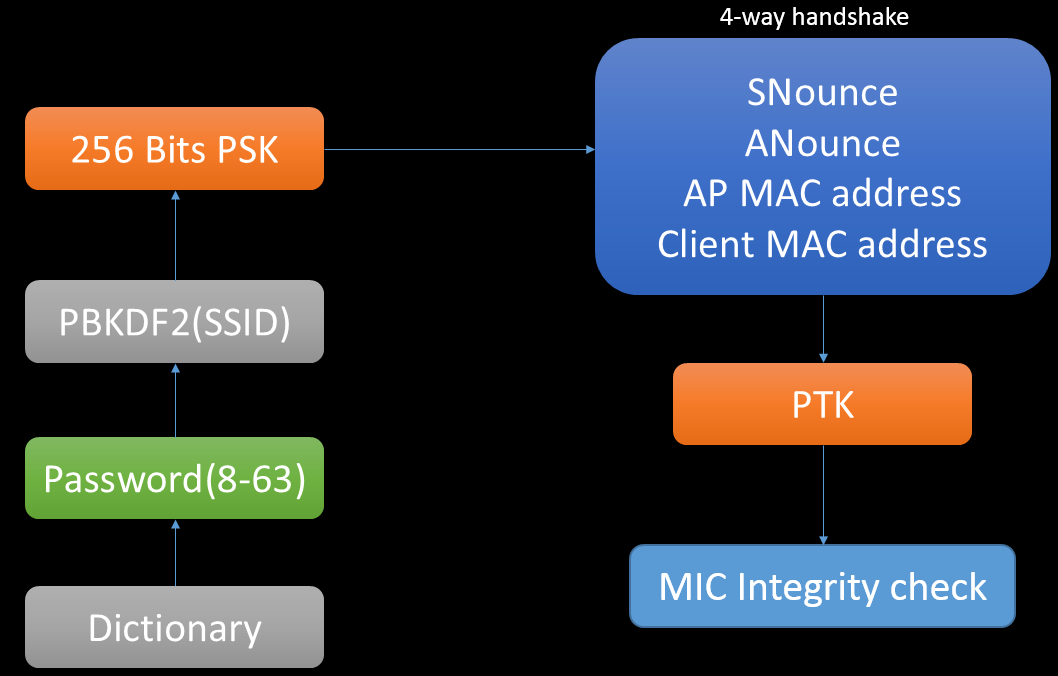 4-way handshake
SNounce
ANounce
AP MAC address
Client MAC address
256 Bits PSK
PBKDF2(SSID)
Password(8-63)
Dictionary
PTK
MIC Integrity check